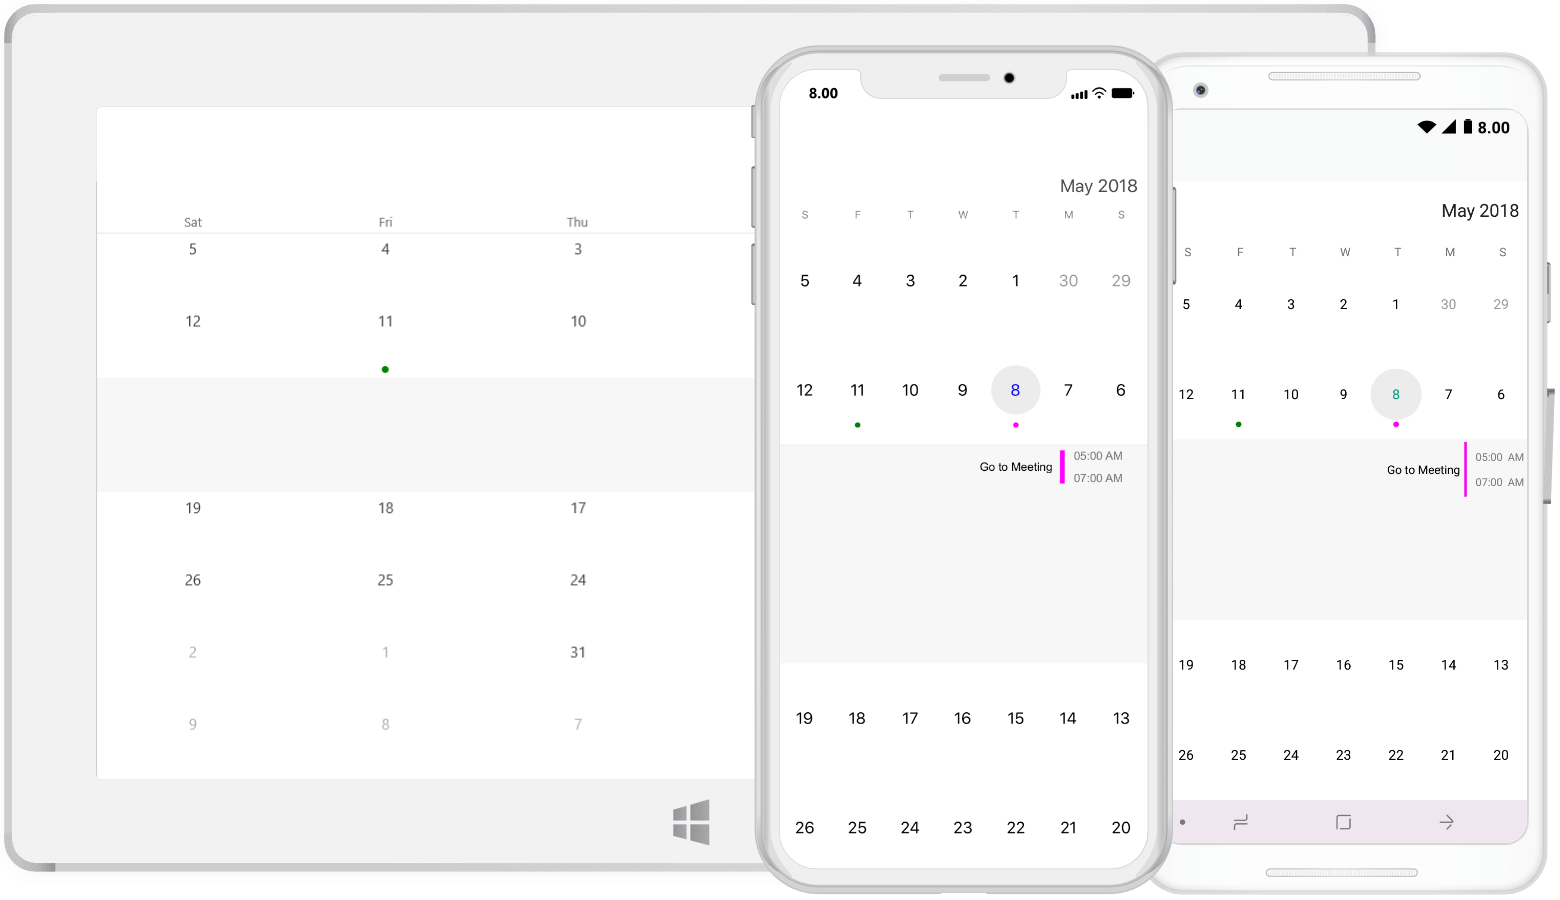 Sat Fri Thu
5 4 3
12 11 10
19 18 17
26 25 24
2 1 31
9 8 7
8.00
May 2018
S F T W T M S
5 4 3 2 1 30 29
12 11 10 9 8 7 6
Go to Meeting 05:00 AM
07:00 AM
19 18 17 16 15 14 13
26 25 24 23 22 21 20
8.00
May 2018
S F T W T M S
5 4 3 2 1 30 29
12 11 10 9 8 7 6
Go to Meeting 05:00 AM
07:00 AM
19 18 17 16 15 14 13
26 25 24 23 22 21 20